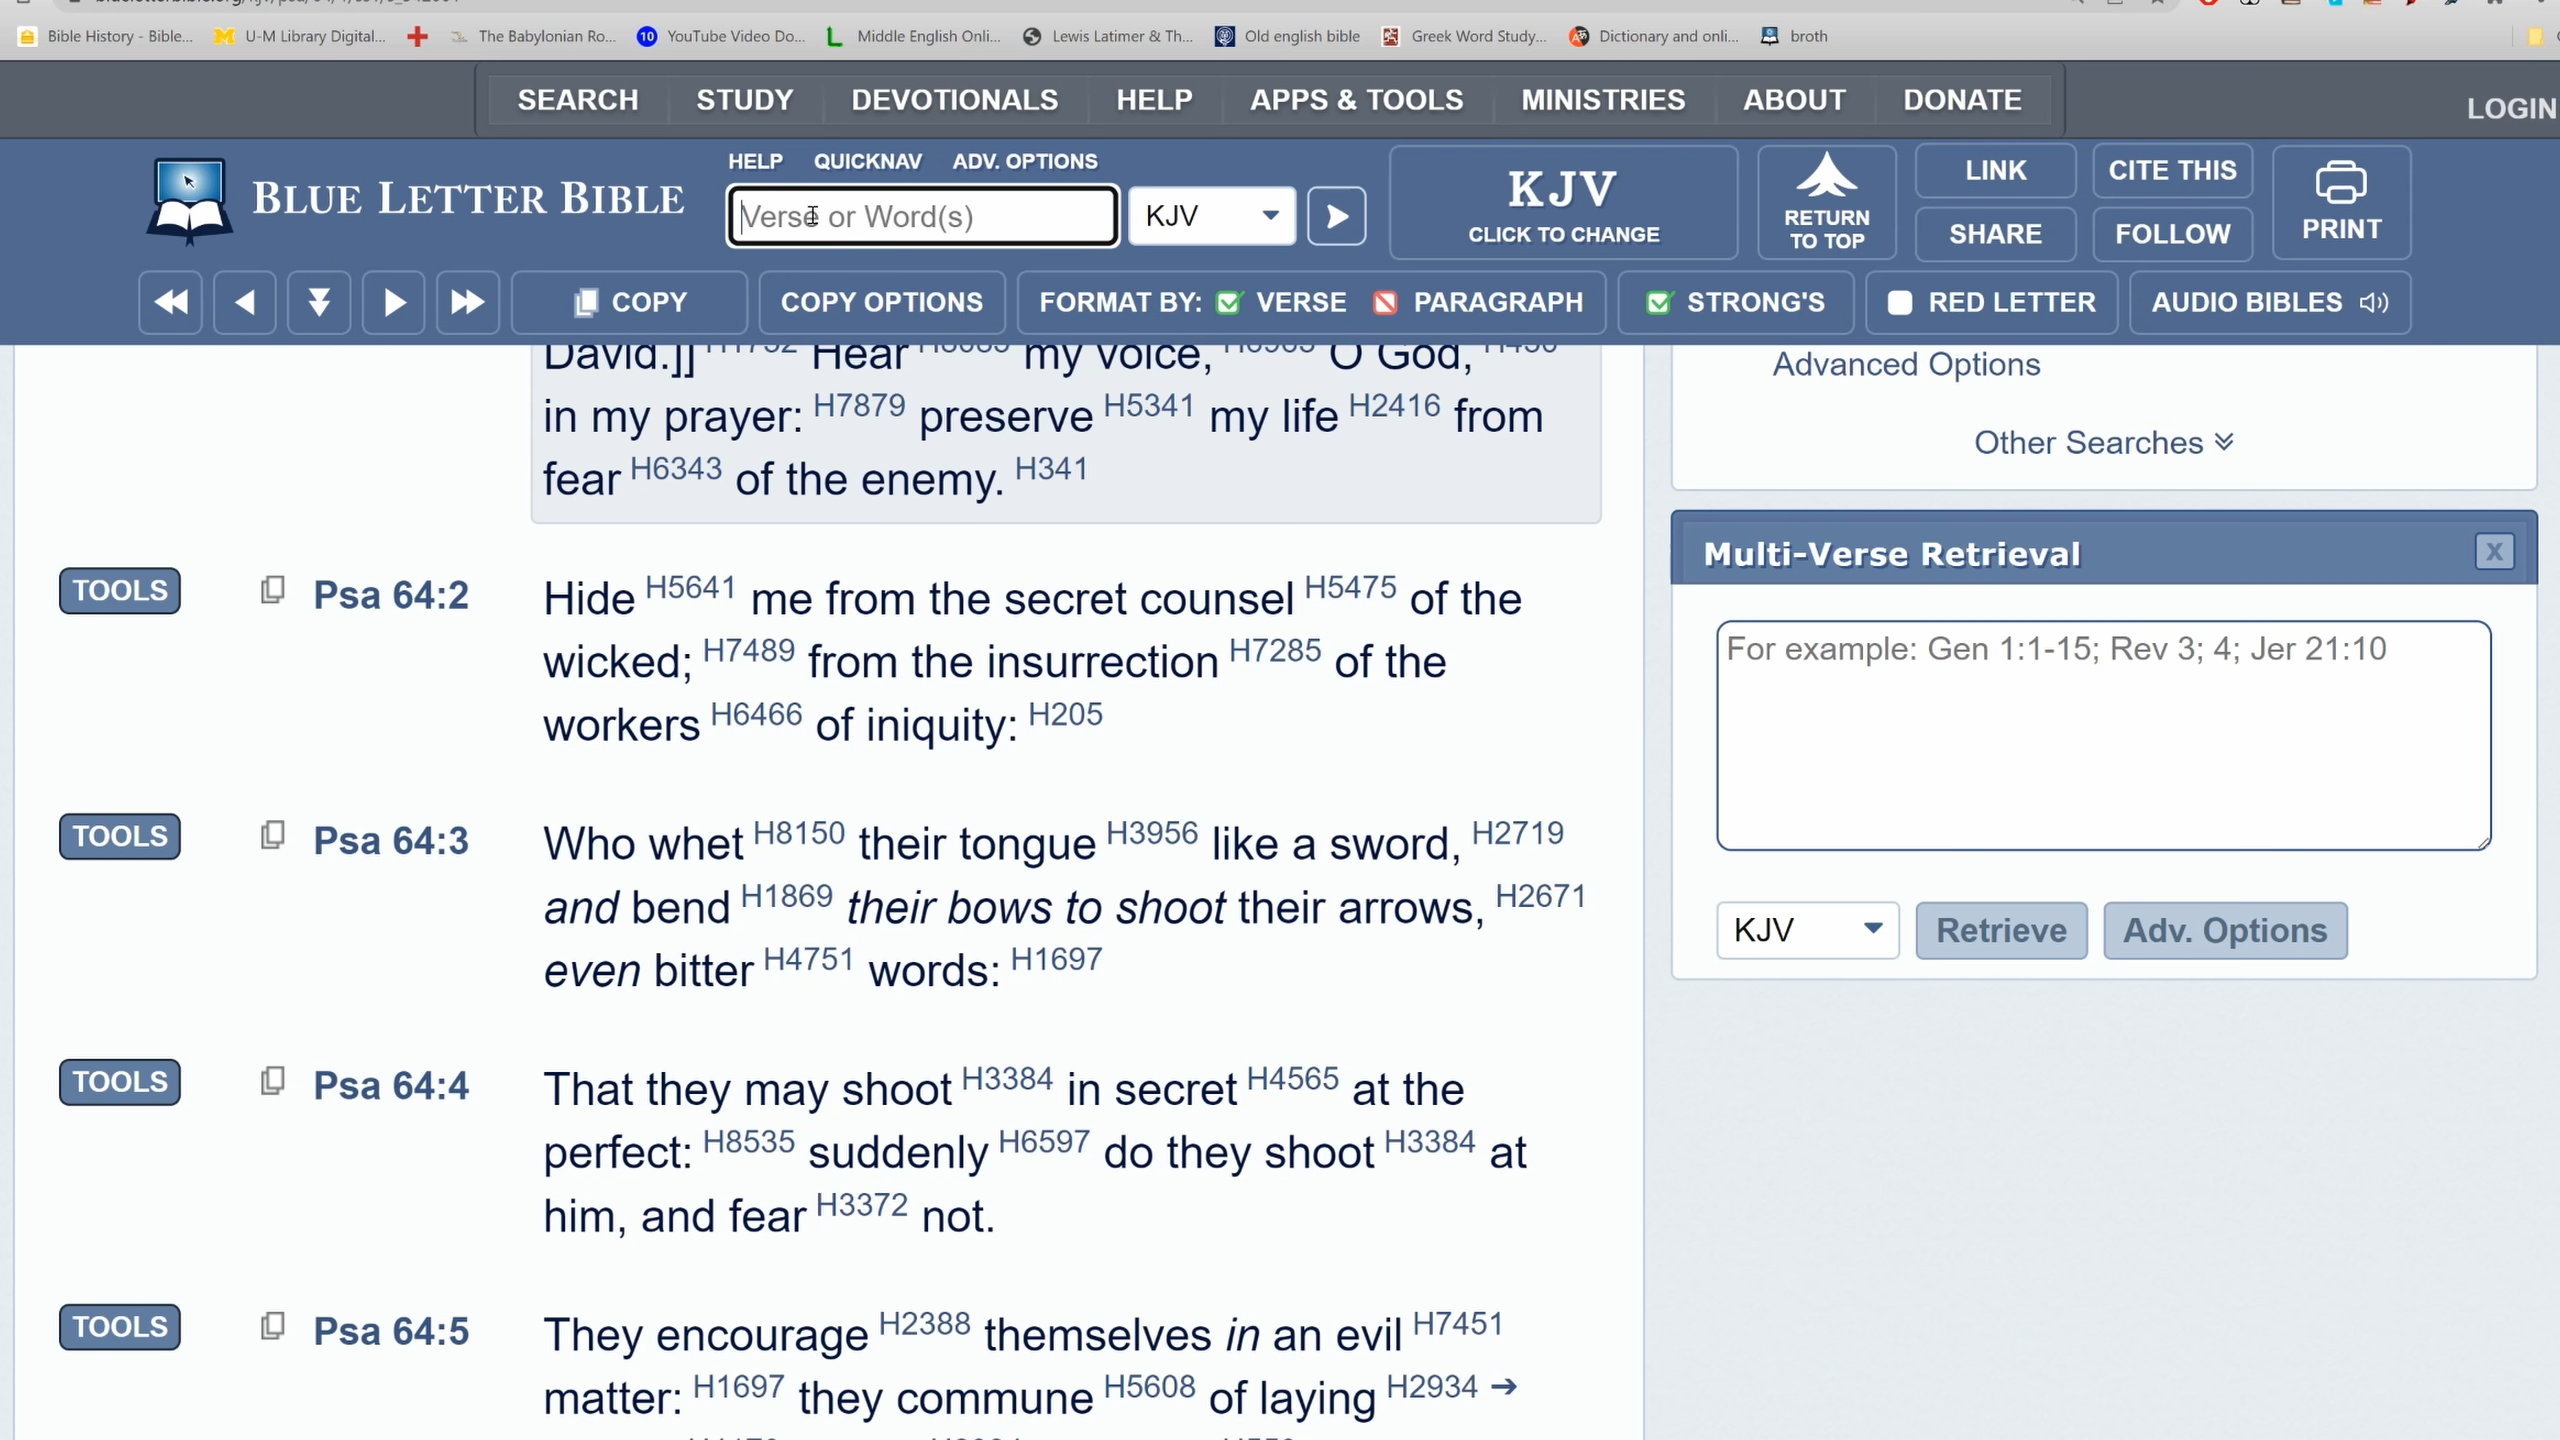 Bible History - Bible... U-M Library Digital... The Babylonian Ro... 10 YouTube Video Do... Middle English Onli... Lewis Latimer & Th... Old english bible Greek Word Study... Dictionary and onli... broth
SEARCH STUDY DEVOTIONALS HELP APPS & TOOLS MINISTRIES ABOUT DONATE LOGIN
HELP QUICKNAV ADV. OPTIONS
BLUE LETTER BIBLE
Verse or Word(s) KJV
KJV
CLICK TO CHANGE
RETURN
TO TOP
LINK CITE THIS
SHARE FOLLOW
PRINT
COPY COPY OPTIONS FORMAT BY: VERSE PARAGRAPH STRONG'S RED LETTER AUDIO BIBLES
David.]] Hear my voice, O God,
in my prayer: H7879 preserve H5341 my life H2416 from
fear H6343 of the enemy. H341
TOOLS Psa 64:2 Hide H5641 me from the secret counsel H5475 of the
wicked; H7489 from the insurrection H7285 of the
workers H6466 of iniquity: H205
TOOLS Psa 64:3 Who whet H8150 their tongue H3956 like a sword, H2719
and bend H1869 their bows to shoot their arrows, H2671
even bitter H4751 words: H1697
TOOLS Psa 64:4 That they may shoot H3384 in secret H4565 at the
perfect: H8535 suddenly H6597 do they shoot H3384 at
him, and fear H3372 not.
TOOLS Psa 64:5 They encourage H2388 themselves in an evil H7451
matter: H1697 they commune H5608 of laying H2934 →
Advanced Options
Other Searches
Multi-Verse Retrieval X
For example: Gen 1:1-15; Rev 3; 4; Jer 21:10
KJV Retrieve Adv. Options